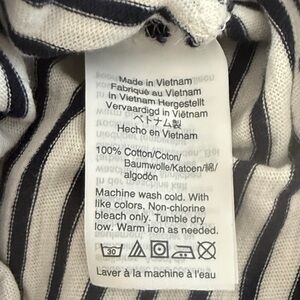 Made in Vietnam
Fabriqué au Vietnam
in Vietnam Hergestellt
Vervaardigd in Viêtnam
ベトナム製
Hecho en Vietnam
100% Cotton/Coton/
Baumwolle/Katoen/綿/
algodón
Machine wash cold. With
like colors. Non-chlorine
bleach only. Tumble dry
low. Warm iron as needed.
30
Laver à la machine à l'eau